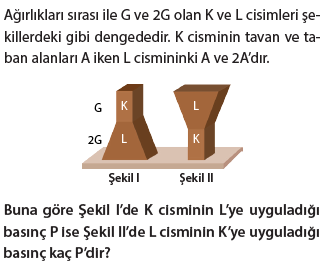 Ağırlıkları sırası ile G ve 2G olan K ve L cisimleri şe-
killerdeki gibi dengededir. K cisminin tavan ve ta-
ban alanları A iken L cismininki A ve 2A'dır.
G K L
2G L K
Şekil I Şekil II
Buna göre Şekil I'de K cisminin L'ye uyguladığı
basınç P ise Şekil II'de L cisminin K'ye uyguladığı
basınç kaç P'dir?